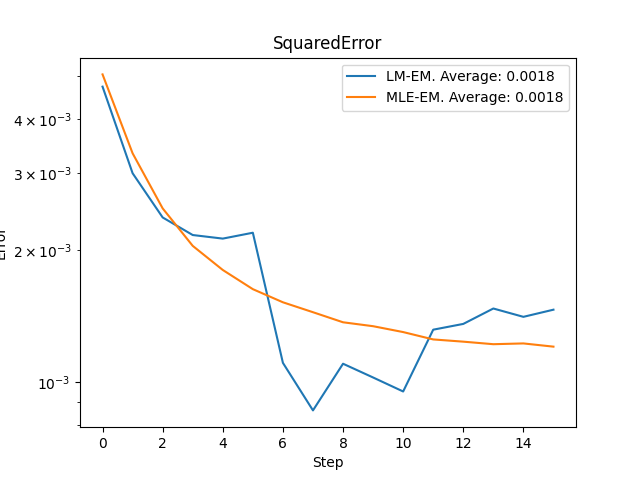 SquaredError
LM-EM. Average: 0.0018
MLE-EM. Average: 0.0018
4 × 10⁻³
3 × 10⁻³
2 × 10⁻³
10⁻³
Error
0 2 4 6 8 10 12 14
Step